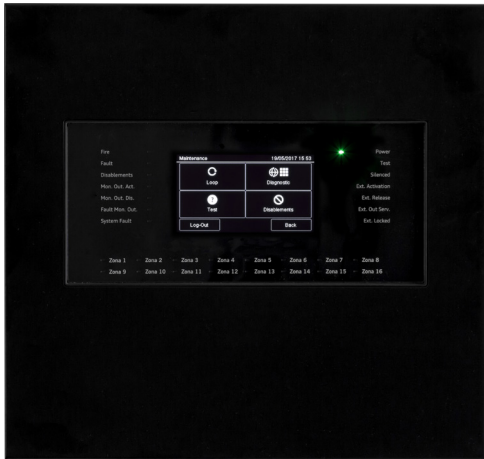 Fire
Fault
Disablements
Mon. Out. Act.
Mon. Out. Dis.
Fault Mon. Out.
System Fault
Maintenance 19/05/2017 15 53
Loop Diagnostic
Test Disablements
Log-Out Back
Power
Test
Silenced
Ext. Activation
Ext. Release
Ext. Out Serv.
Ext. Locked
Zona 1 Zona 2 Zona 3 Zona 4 Zona 5 Zona 6 Zona 7 Zona 8
Zona 9 Zona 10 Zona 11 Zona 12 Zona 13 Zona 14 Zona 15 Zona 16